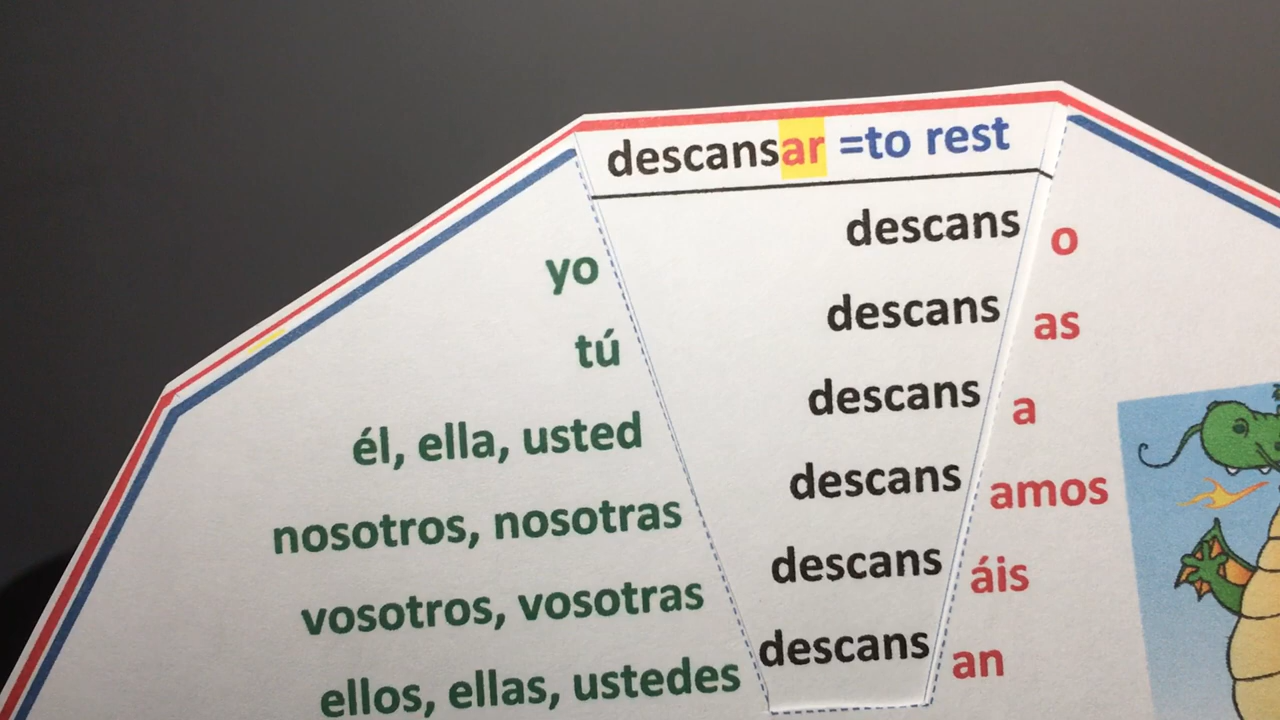 descansar =to rest
yo descans o
tú descans as
él, ella, usted descans a
nosotros, nosotras descans amos
vosotros, vosotras descans áis
ellos, ellas, ustedes descans an